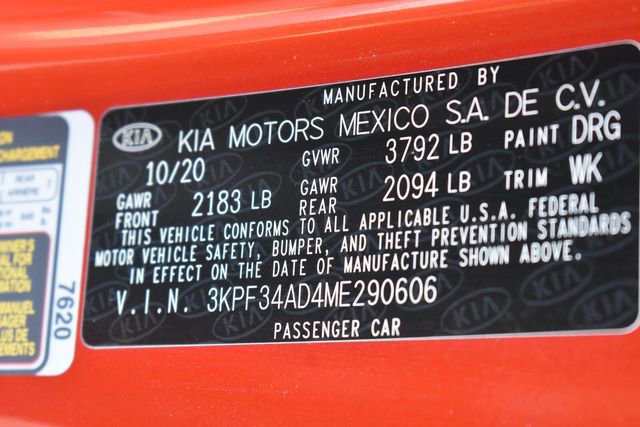 MANUFACTURED BY
KIA KIA MOTORS MEXICO S.A. DE C.V.
10/20 GVWR 3792 LB PAINT DRG
GAWR FRONT 2183 LB GAWR REAR 2094 LB TRIM WK
THIS VEHICLE CONFORMS TO ALL APPLICABLE U.S.A. FEDERAL
MOTOR VEHICLE SAFETY, BUMPER, AND THEFT PREVENTION STANDARDS
IN EFFECT ON THE DATE OF MANUFACTURE SHOWN ABOVE.
V.I.N. 3KPF34AD4ME290606
PASSENGER CAR
REAR
7620